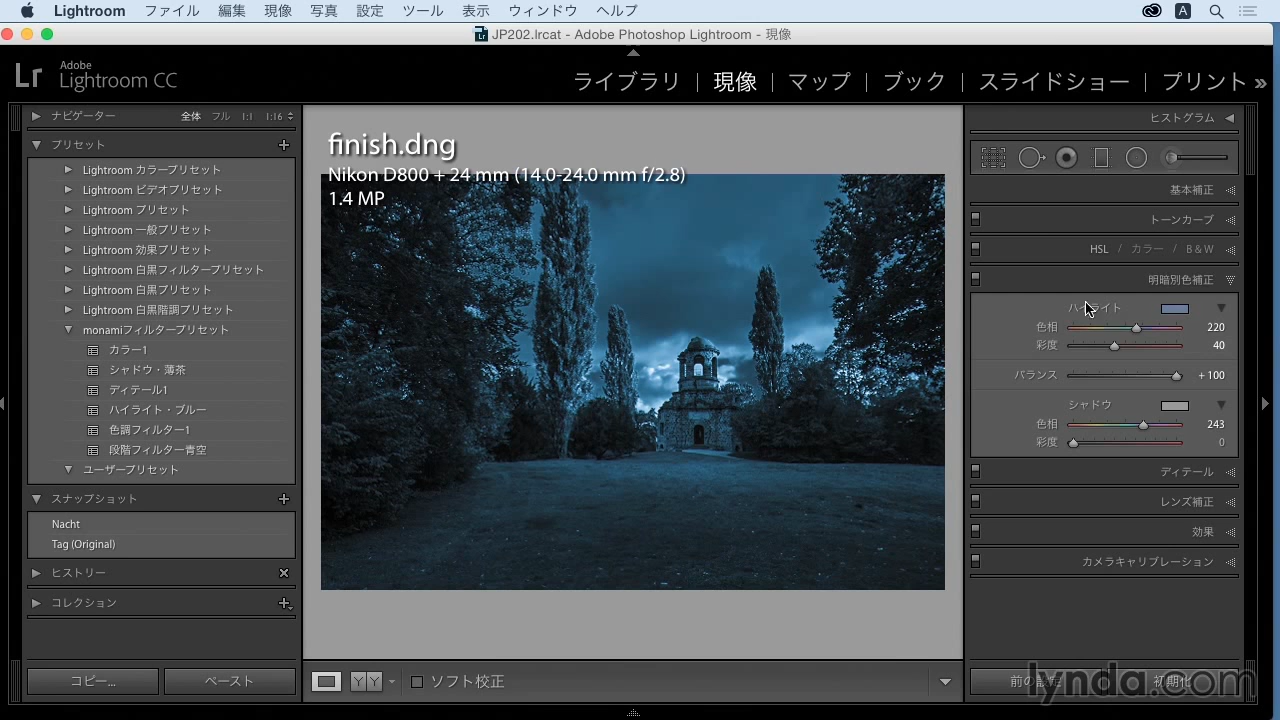 Lightroom ファイル 編集 現像 写真 設定 ツール 表示 ウィンドウ ヘルプ A
JP202.lrcat - Adobe Photoshop Lightroom - 現像
Lr Adobe Lightroom CC
ライブラリ | 現像 | マップ | ブック | スライドショー | プリント »
ナビゲーター 全体 フル 1:1 1:16
プリセット
Lightroom カラープリセット
Lightroom ビデオプリセット
Lightroom プリセット
Lightroom 一般プリセット
Lightroom 効果プリセット
Lightroom 白黒フィルタープリセット
Lightroom 白黒プリセット
Lightroom 白黒階調プリセット
monamiフィルタープリセット
カラー1
シャドウ・薄茶
ディテール1
ハイライト・ブルー
色調フィルター1
段階フィルター青空
ユーザープリセット
スナップショット
Nacht
Tag (Original)
ヒストリー
コレクション
コピー...
ペースト
finish.dng
Nikon D800 + 24 mm (14.0-24.0 mm f/2.8)
1.4 MP
YY
ソフト校正
ヒストグラム
基本補正
トーンカーブ
HSL / カラー / B & W
明暗別色補正
ハイライト
色相 220
彩度 40
バランス + 100
シャドウ
色相 243
彩度 0
ディテール
レンズ補正
効果
カメラキャリブレーション
前の設定
初期化
lynda.com